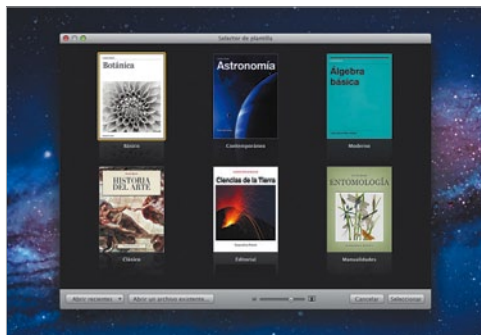 Selector de plantilla
Botánica
Astronomía
Álgebra
básica
Básico
Contemporáneo
Moderno
HISTORIA
DEL ARTE
Ciencias de la Tierra
ENTOMOLOGÍA
Clásico
Editorial
Manualidades
Abrir recientes
Abrir un archivo existente...
Cancelar
Seleccionar